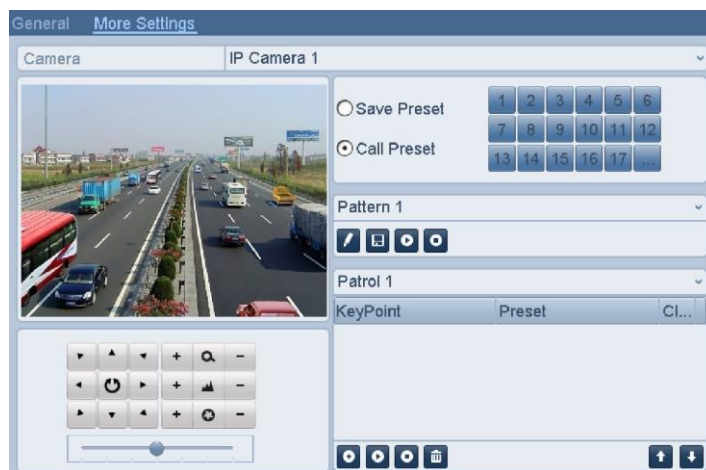 General More Settings
Camera IP Camera 1
Save Preset
Call Preset
1 2 3 4 5 6
7 8 9 10 11 12
13 14 15 16 17 ...
Pattern 1
Patrol 1
KeyPoint Preset Cl...